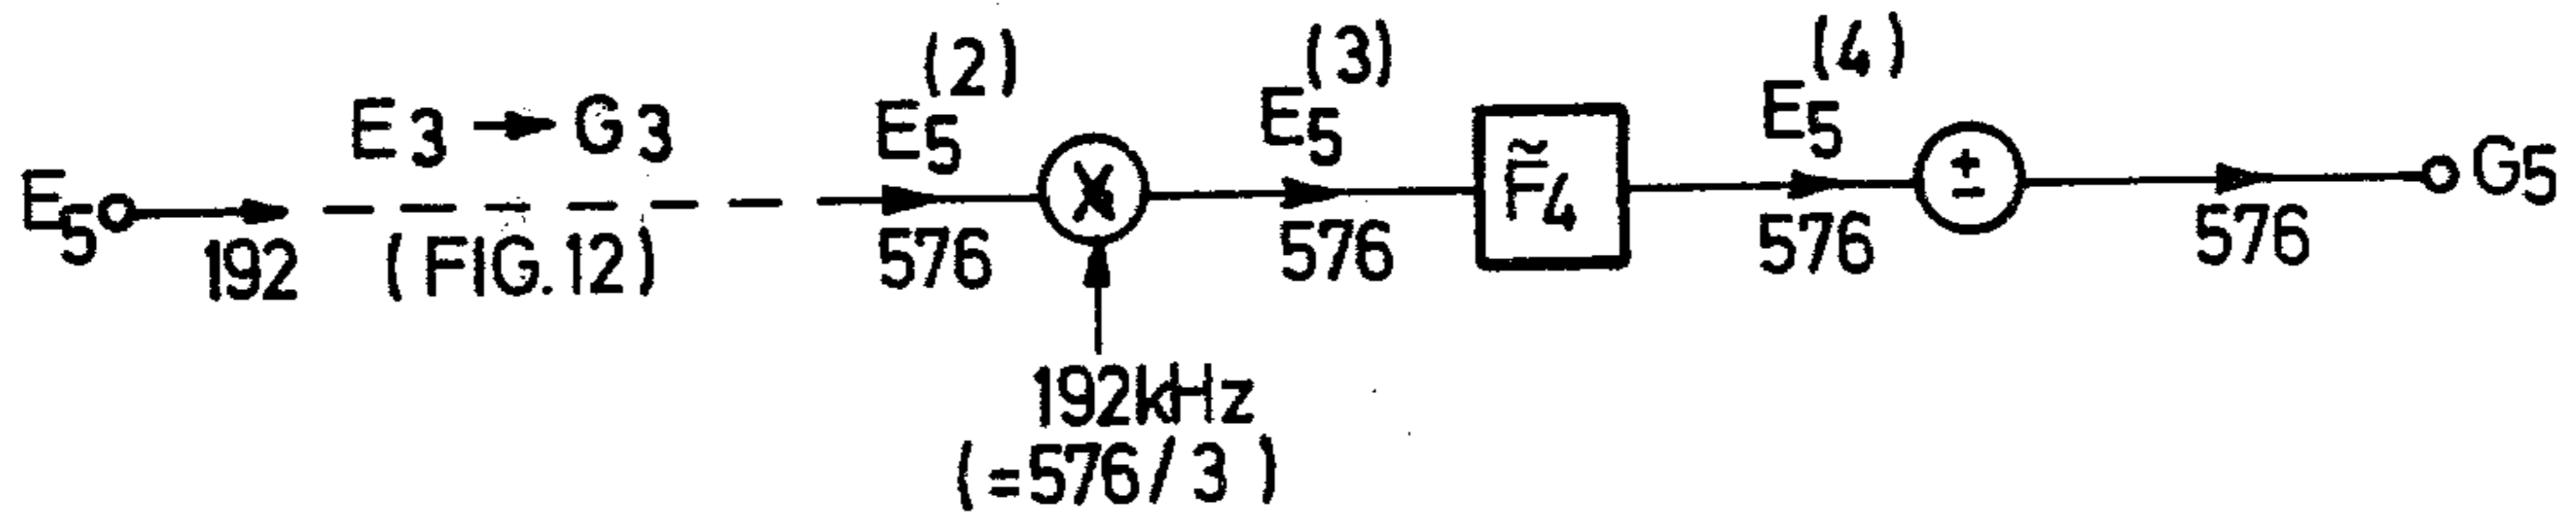 E5
192
E3 → G3
(FIG.12)
E5(2)
576
X
192kHz
(=576/3)
E5(3)
576
F̃4
E5(4)
576
±
576
G5